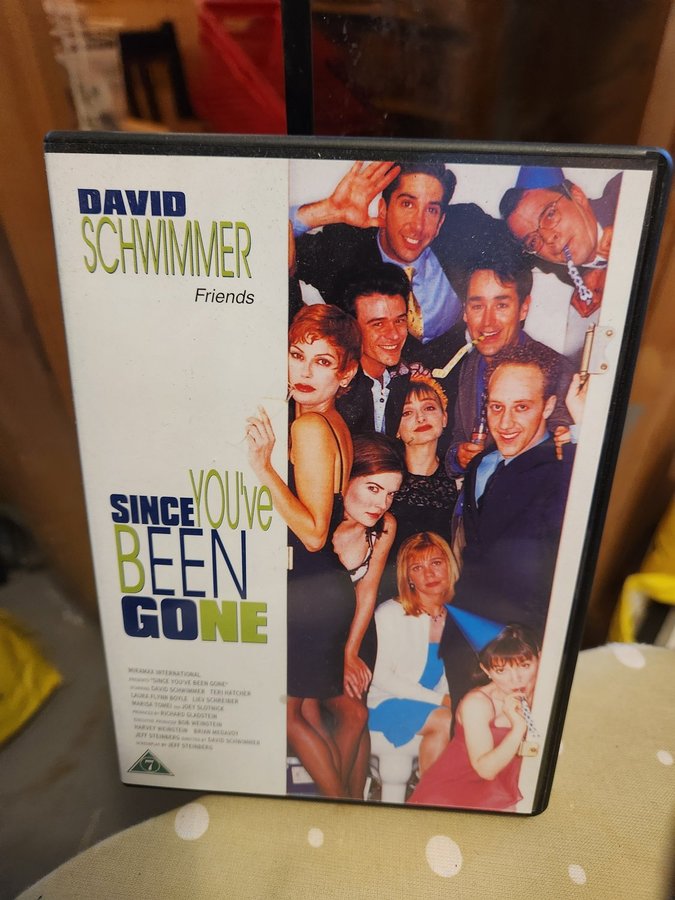 DAVID
SCHWIMMER
Friends
SINCE YOU'VE
BEEN
GONE
MIRAMAX INTERNATIONAL
PRESENTS "SINCE YOU'VE BEEN GONE"
STARRING DAVID SCHWIMMER TERI HATCHER
LARA FLYNN BOYLE LIEV SCHREIBER
MARISA TOMEI AND JOEY SLOTNICK
PRODUCED BY RICHARD GLADSTEIN
EXECUTIVE PRODUCER BOB WEINSTEIN
HARVEY WEINSTEIN BRIAN MEDAVOY
JEFF STEINBERG DIRECTED BY DAVID SCHWIMMER
SCREENPLAY BY JEFF STEINBERG
7